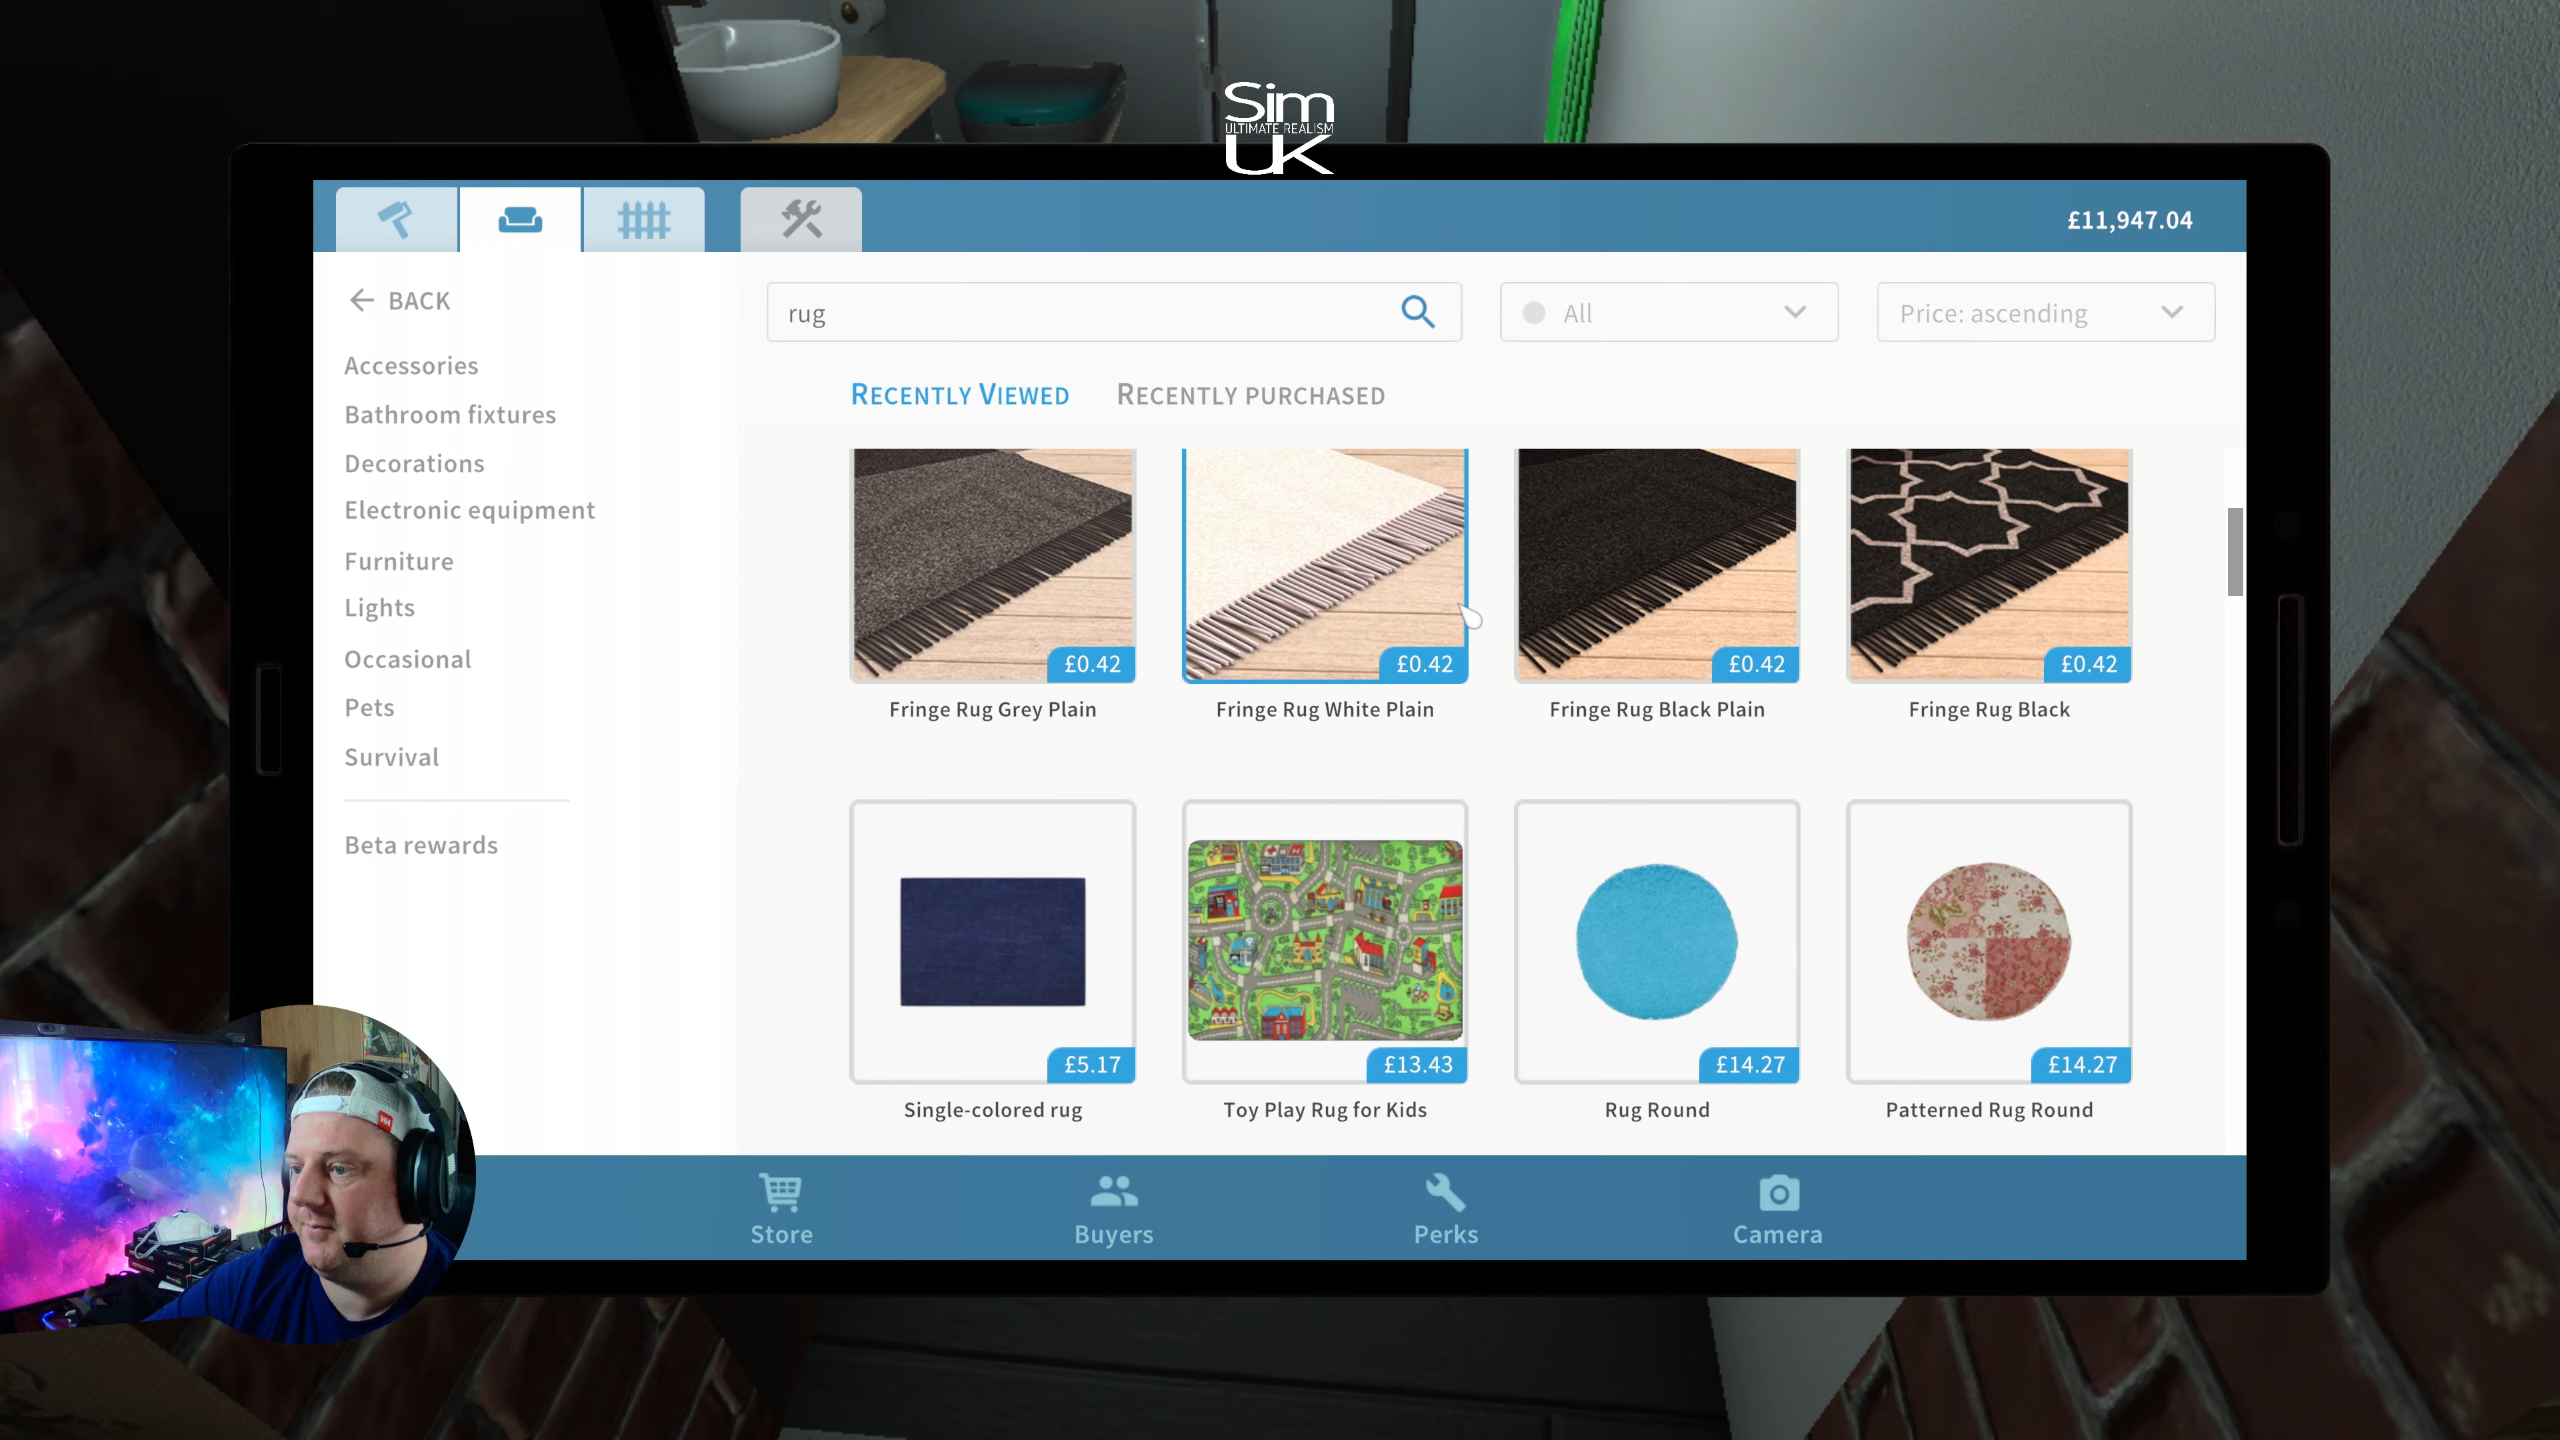 Sim
ULTIMATE REALISM
UK
£11,947.04
BACK
rug
All
Price: ascending
Accessories
Bathroom fixtures
Decorations
Electronic equipment
Furniture
Lights
Occasional
Pets
Survival
Beta rewards
RECENTLY VIEWED
RECENTLY PURCHASED
£0.42
£0.42
£0.42
£0.42
Fringe Rug Grey Plain
Fringe Rug White Plain
Fringe Rug Black Plain
Fringe Rug Black
£5.17
£13.43
£14.27
£14.27
Single-colored rug
Toy Play Rug for Kids
Rug Round
Patterned Rug Round
Store
Buyers
Perks
Camera
HH